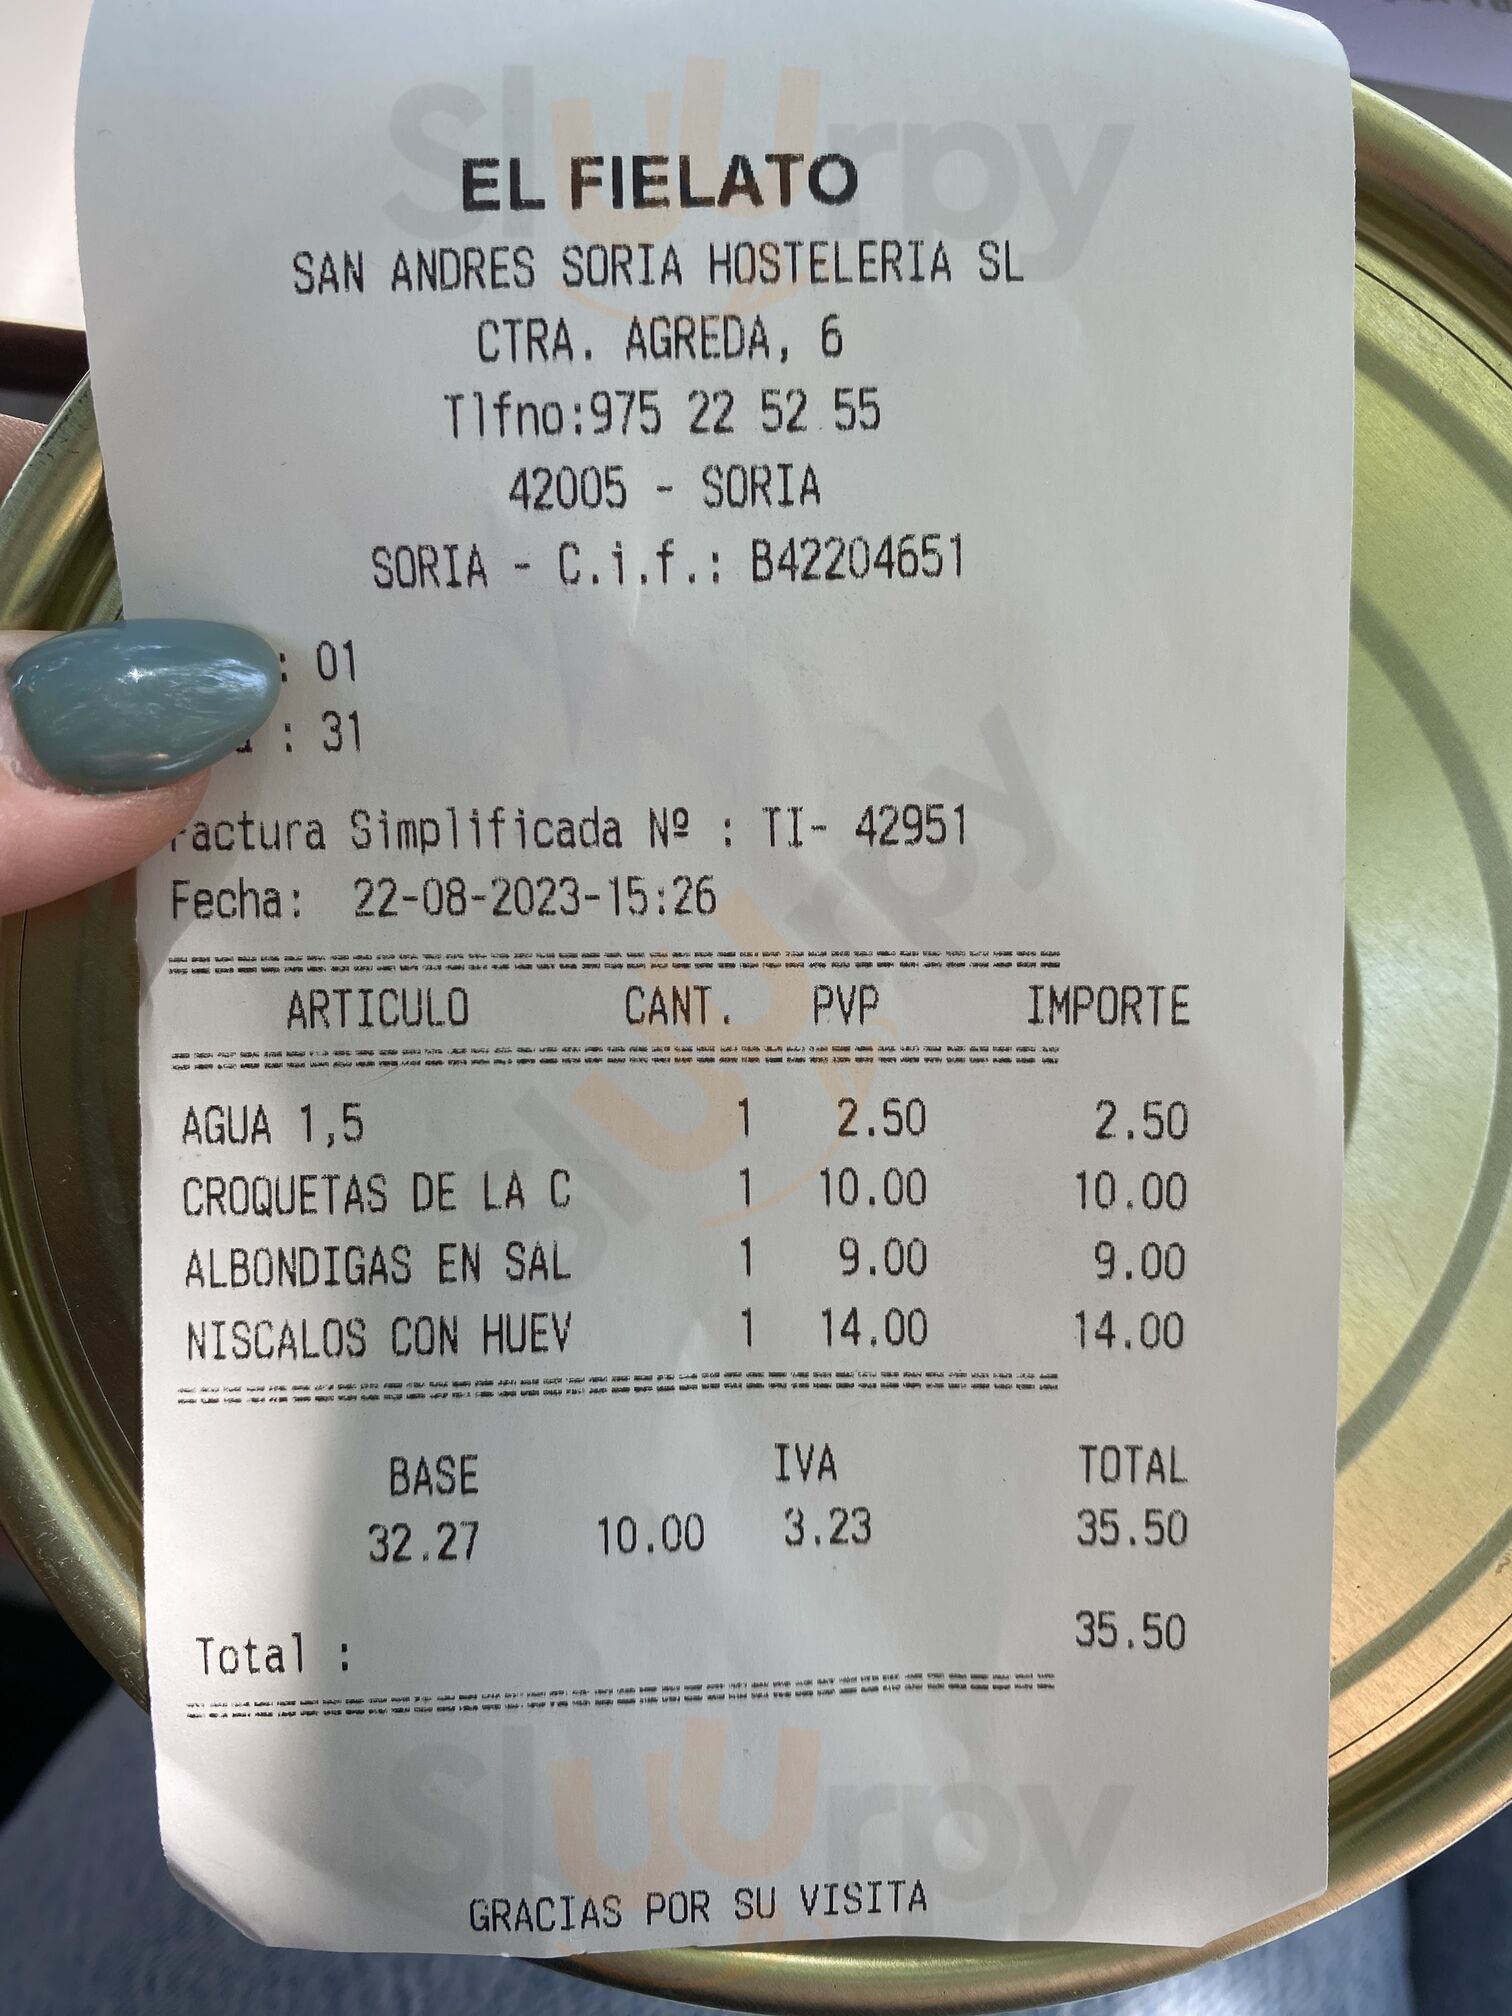 EL FIELATO
SAN ANDRES SORIA HOSTELERIA SL
CTRA. AGREDA, 6
Tlfno:975 22 52 55
42005 - SORIA
SORIA - C.i.f.: B42204651
: 01
: 31
Factura Simplificada Nº : TI- 42951
Fecha: 22-08-2023-15:26
ARTICULO CANT. PVP IMPORTE
AGUA 1,5 1 2.50 2.50
CROQUETAS DE LA C 1 10.00 10.00
ALBONDIGAS EN SAL 1 9.00 9.00
NISCALOS CON HUEV 1 14.00 14.00
BASE IVA TOTAL
32.27 10.00 3.23 35.50
Total : 35.50
GRACIAS POR SU VISITA
sluurpy
sluurpy
sluurpy